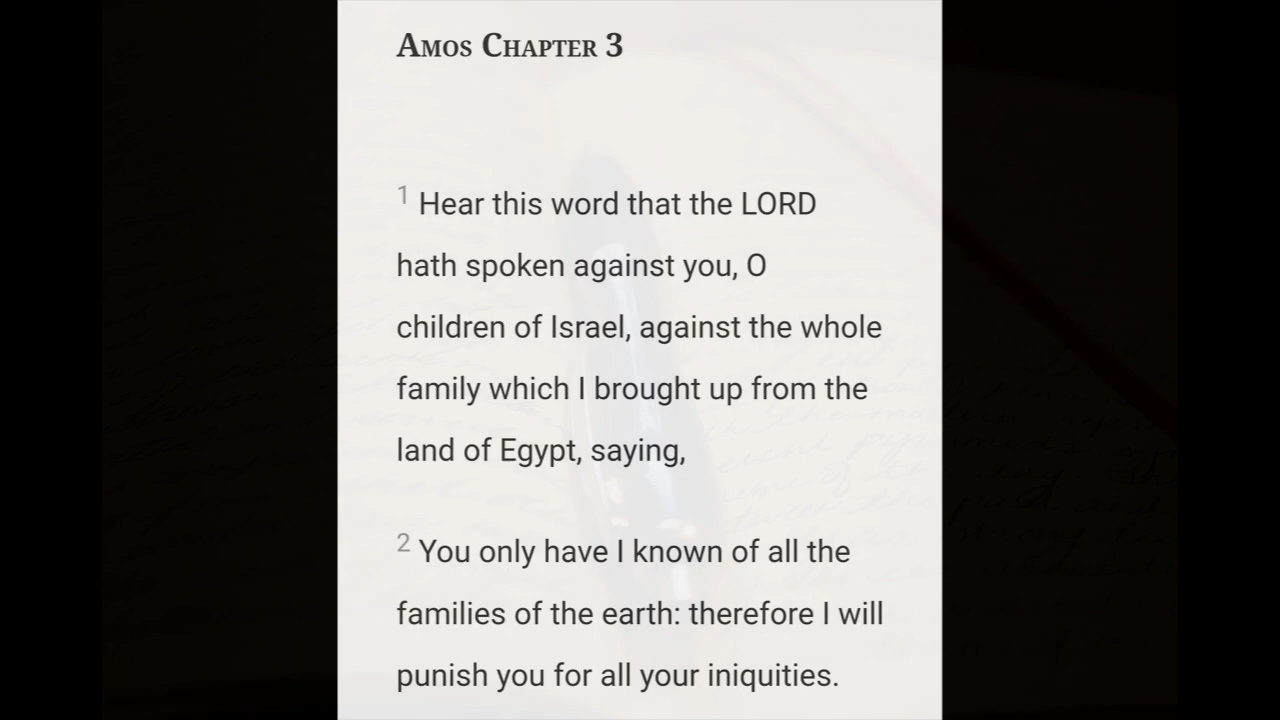 Amos Chapter 3
1 Hear this word that the LORD
hath spoken against you, O
children of Israel, against the whole
family which I brought up from the
land of Egypt, saying,
2 You only have I known of all the
families of the earth: therefore I will
punish you for all your iniquities.